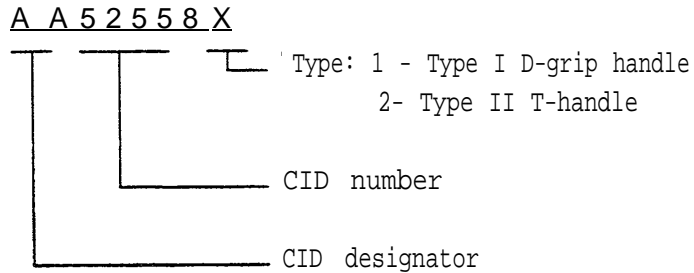 A A 5 2 5 5 8 X
Type: 1 - Type I D-grip handle
2- Type II T-handle
CID number
CID designator